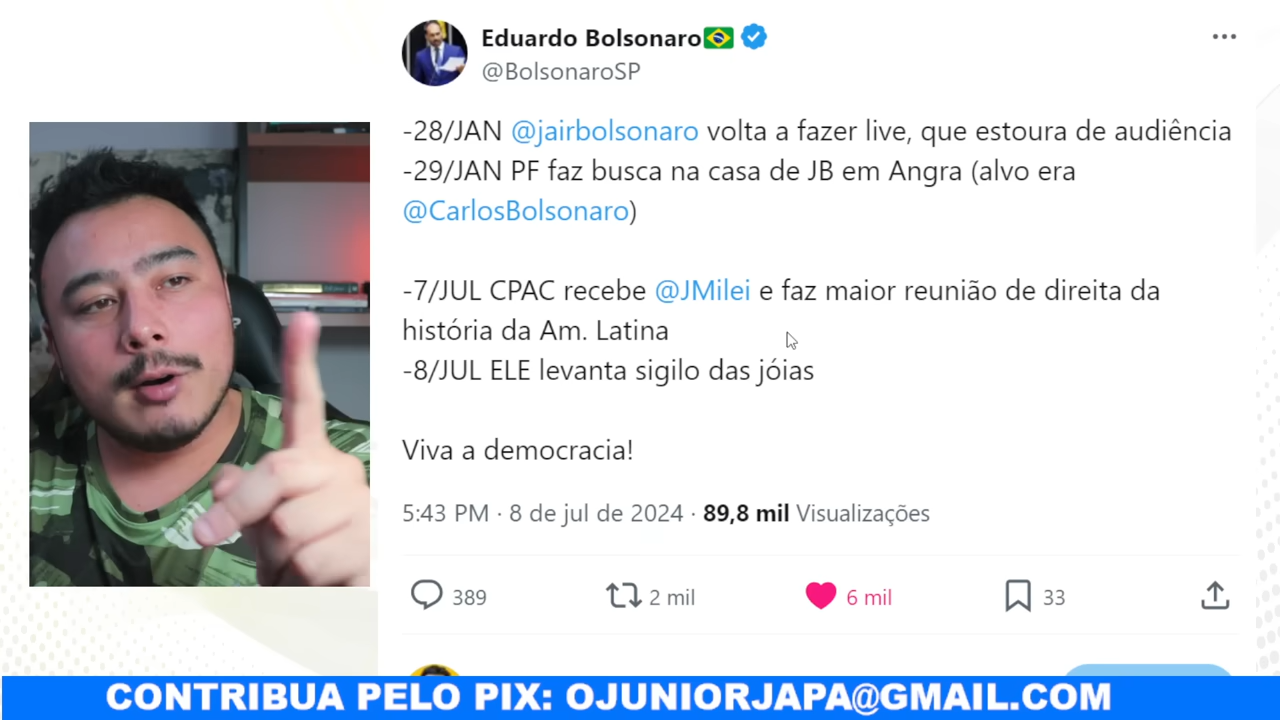 Eduardo Bolsonaro
@BolsonaroSP
-28/JAN @jairbolsonaro volta a fazer live, que estoura de audiência
-29/JAN PF faz busca na casa de JB em Angra (alvo era
@CarlosBolsonaro)
-7/JUL CPAC recebe @JMilei e faz maior reunião de direita da
história da Am. Latina
-8/JUL ELE levanta sigilo das jóias
Viva a democracia!
5:43 PM · 8 de jul de 2024 · 89,8 mil Visualizações
389 2 mil 6 mil 33
CONTRIBUA PELO PIX: OJUNIORJAPA@GMAIL.COM